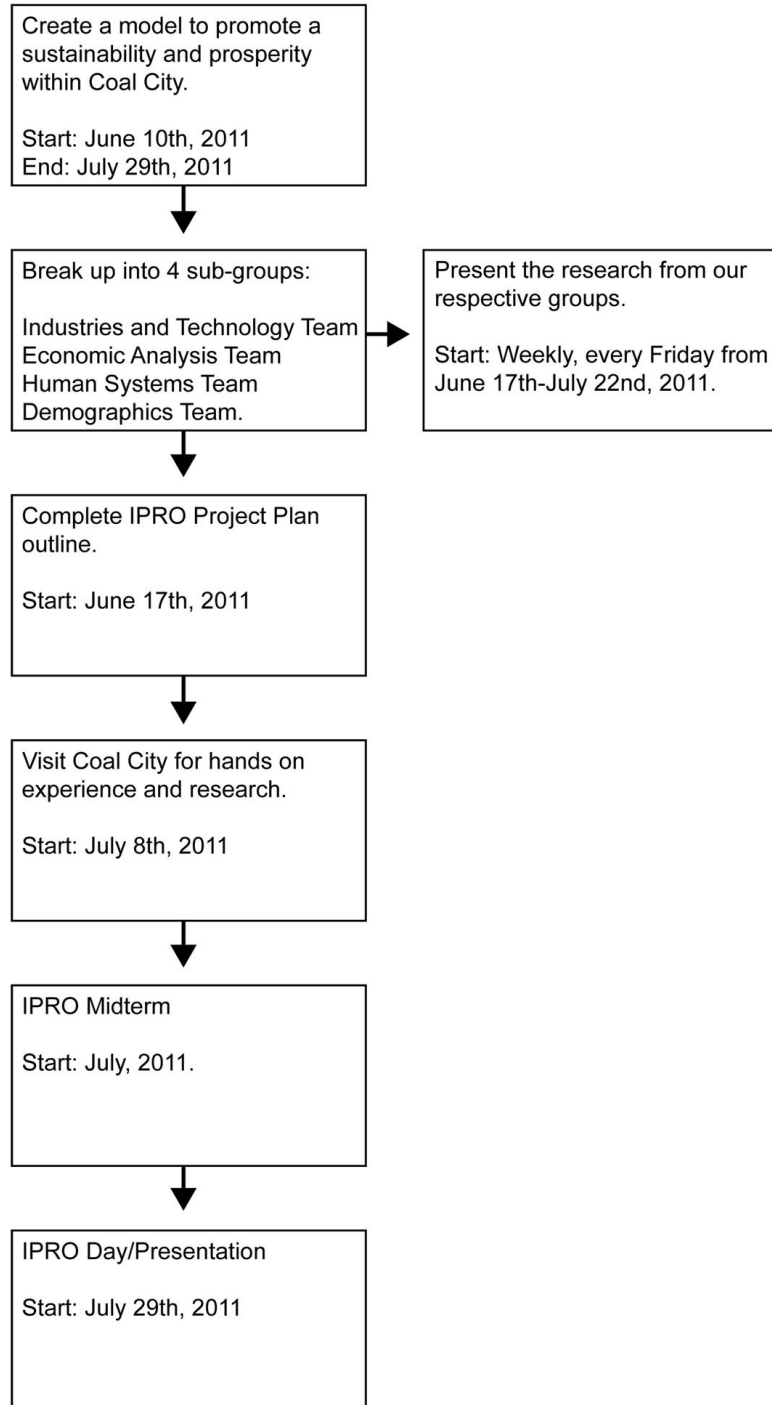 Create a model to promote a
sustainability and prosperity
within Coal City.
Start: June 10th, 2011
End: July 29th, 2011
Break up into 4 sub-groups:
Industries and Technology Team
Economic Analysis Team
Human Systems Team
Demographics Team.
Present the research from our
respective groups.
Start: Weekly, every Friday from
June 17th-July 22nd, 2011.
Complete IPRO Project Plan
outline.
Start: June 17th, 2011
Visit Coal City for hands on
experience and research.
Start: July 8th, 2011
IPRO Midterm
Start: July, 2011.
IPRO Day/Presentation
Start: July 29th, 2011